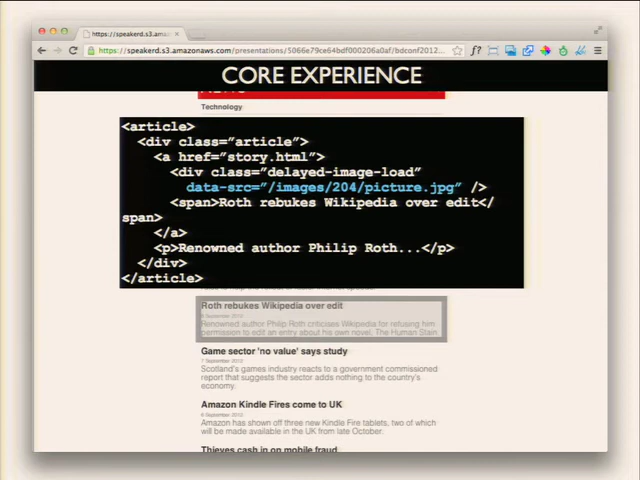 https://speakerd.s3.amazo
https://speakerd.s3.amazonaws.com/presentations/5066e79ce64bdf000206a0af/bdconf2012...
CORE EXPERIENCE
Technology
<article>
<div class="article">
<a href="story.html">
<div class="delayed-image-load"
data-src="/images/204/picture.jpg" />
<span>Roth rebukes Wikipedia over edit</
span>
</a>
<p>Renowned author Philip Roth...</p>
</div>
</article>
Roth rebukes Wikipedia over edit
September 2012
Renowned author Philip Roth criticises Wikipedia for refusing him
permission to edit an entry about his own novel, The Human Stain.
Game sector 'no value' says study
7 September 2012
Scotland's games industry reacts to a government commissioned
report that suggests the sector adds nothing to the country's
economy.
Amazon Kindle Fires come to UK
6 September 2012
Amazon has shown off three new Kindle Fire tablets, two of which
will be made available in the UK from late October.
Thieves cash in on mobile fraud